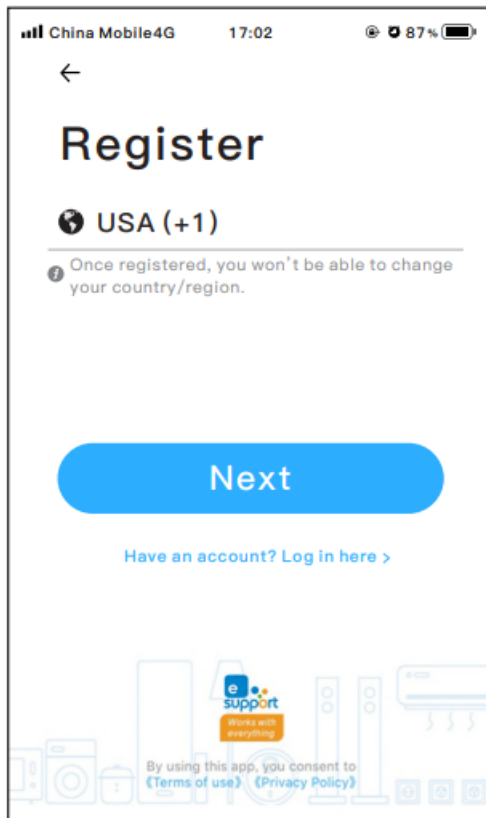 China Mobile4G 17:02 87%
Register
USA (+1)
Once registered, you won't be able to change
your country/region.
Next
Have an account? Log in here >
e
support
Works with
everything
By using this app, you consent to
《Terms of use》 《Privacy Policy》